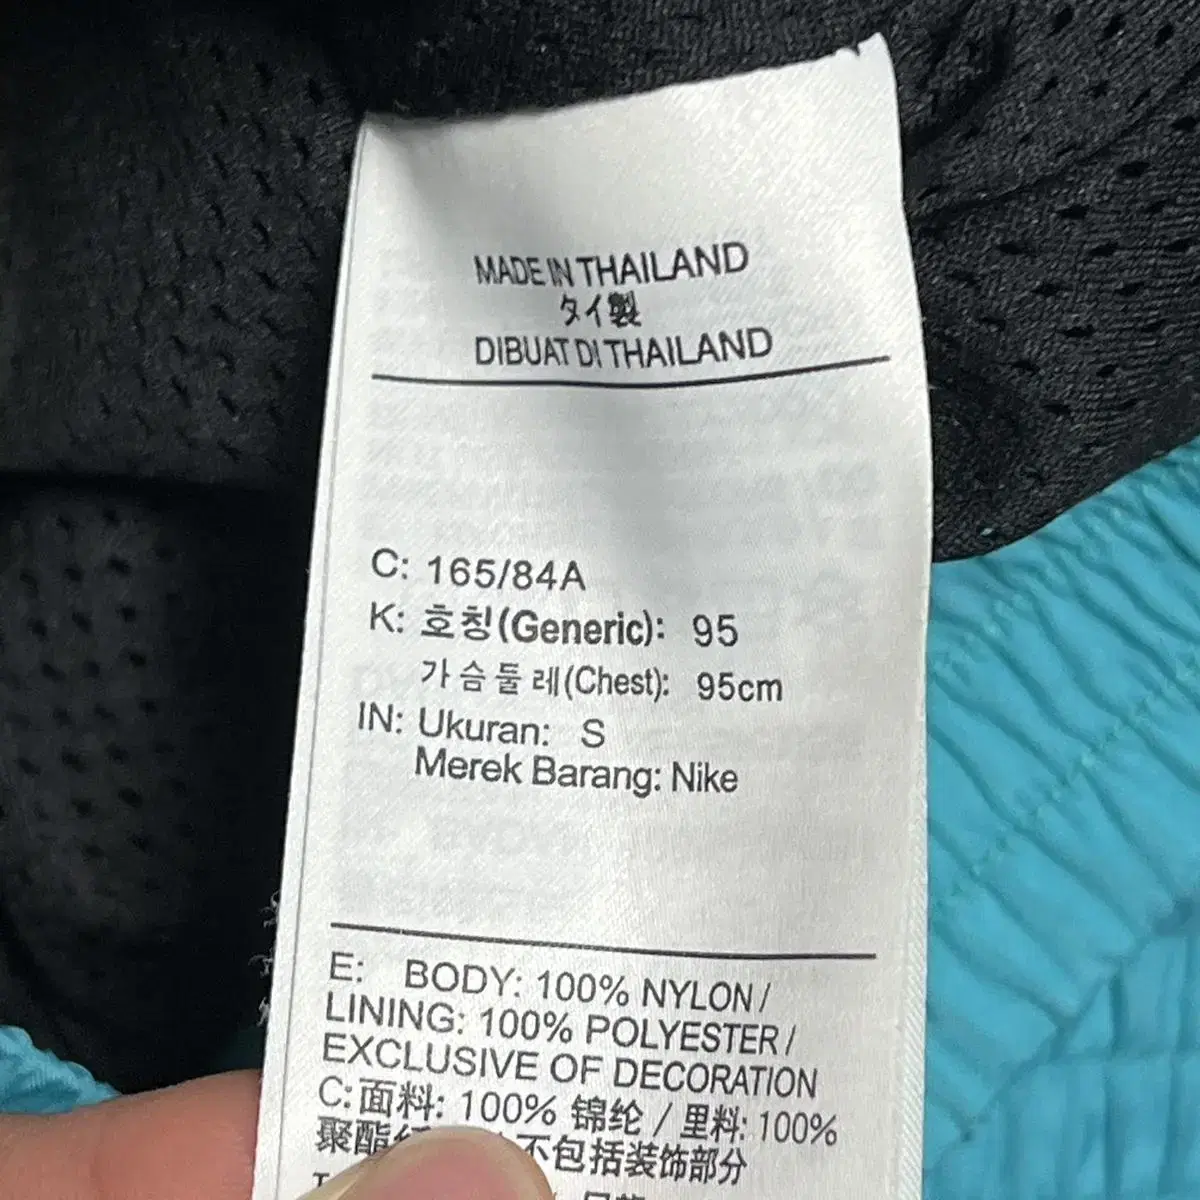 MADE IN THAILAND
タイ製
DIBUAT DI THAILAND
C: 165/84A
K: 호칭(Generic): 95
가슴둘레(Chest): 95cm
IN: Ukuran: S
Merek Barang: Nike
E: BODY: 100% NYLON/
LINING: 100% POLYESTER/
EXCLUSIVE OF DECORATION
C:面料: 100% 锦纶 / 里料: 100%
聚酯 不包括装饰部分